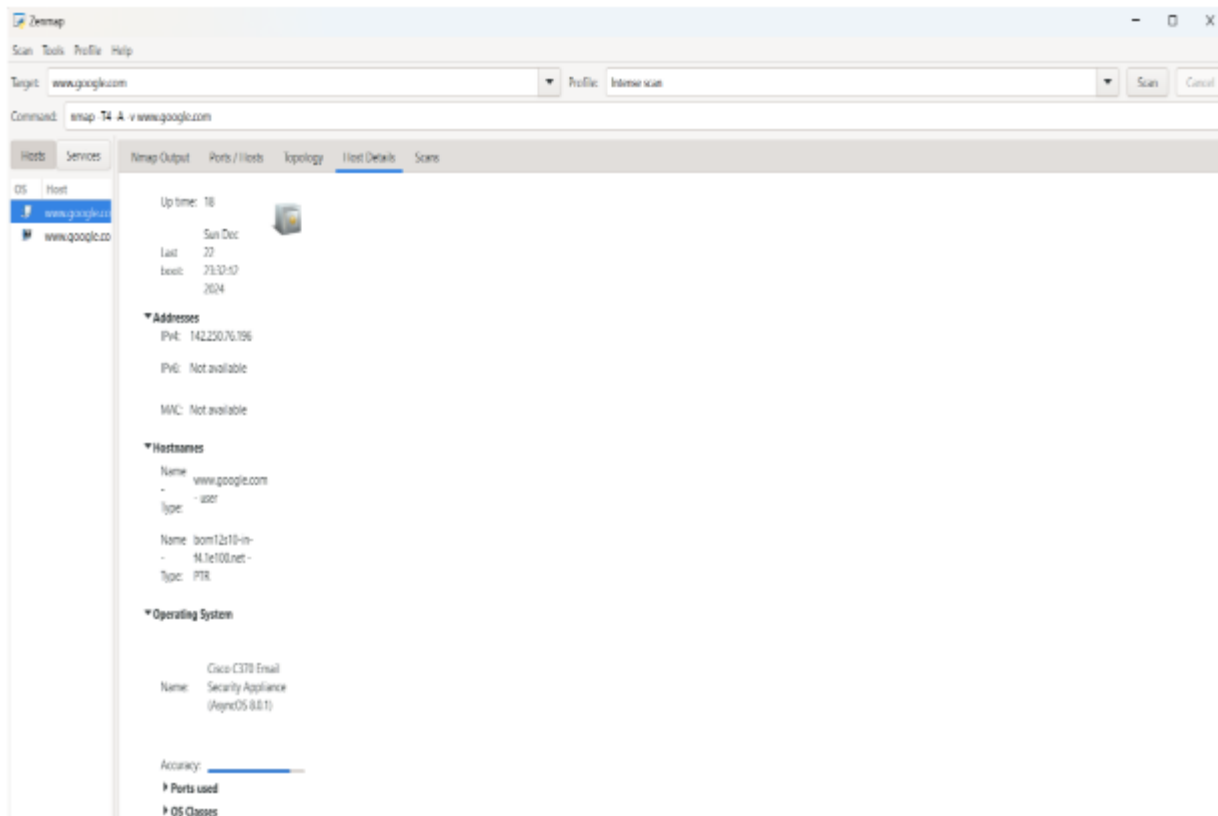 Zenmap
Scan Tools Profile Help
Target: www.google.com Profile: Intense scan Scan Cancel
Command: nmap -T4 -A -v www.google.com
Hosts Services Nmap Output Ports / Hosts Topology Host Details Scans
OS Host
www.google.co
www.google.co
Up time: 18
Last boot: Sun Dec 22 23:32:12 2024
Addresses
IPv4: 142.250.76.196
IPv6: Not available
MAC: Not available
Hostnames
Name - Type: www.google.com - user
Name - Type: bom12s10-in-f4.1e100.net - PTR
Operating System
Name: Cisco C370 Email Security Appliance (AsyncOS 8.0.1)
Accuracy:
Ports used
OS Classes